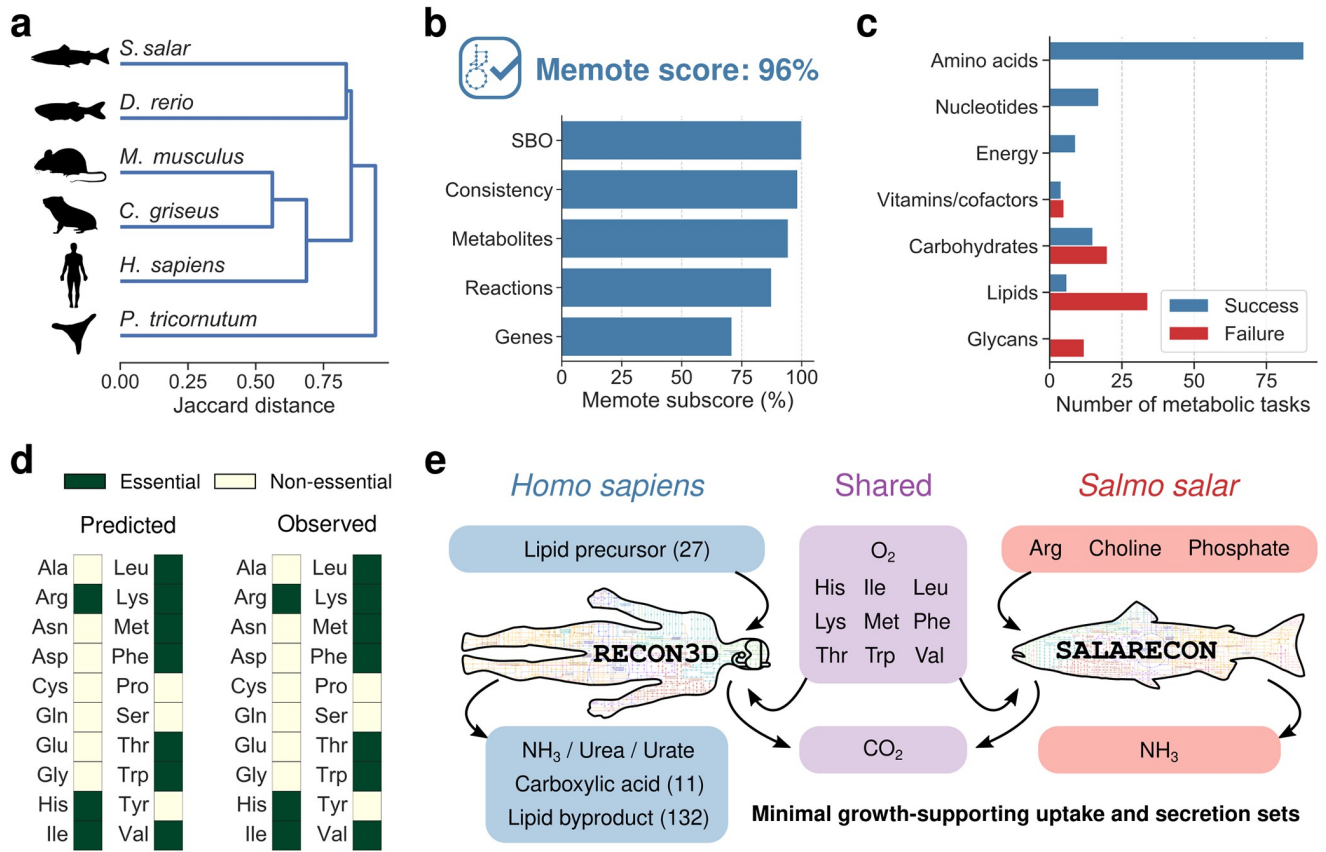 a
S. salar
D. rerio
M. musculus
C. griseus
H. sapiens
P. tricornutum
0.00 0.25 0.50 0.75
Jaccard distance
b
Memote score: 96%
SBO
Consistency
Metabolites
Reactions
Genes
0 25 50 75 100
Memote subscore (%)
c
Amino acids
Nucleotides
Energy
Vitamins/cofactors
Carbohydrates
Lipids
Glycans
Success
Failure
0 25 50 75
Number of metabolic tasks
d
Essential Non-essential
Predicted Observed
Ala Leu Ala Leu
Arg Lys Arg Lys
Asn Met Asn Met
Asp Phe Asp Phe
Cys Pro Cys Pro
Gln Ser Gln Ser
Glu Thr Glu Thr
Gly Trp Gly Trp
His Tyr His Tyr
Ile Val Ile Val
e
Homo sapiens Shared Salmo salar
Lipid precursor (27)
O2
His Ile Leu
Lys Met Phe
Thr Trp Val
Arg Choline Phosphate
RECON3D
SALARECON
NH3 / Urea / Urate
Carboxylic acid (11)
Lipid byproduct (132)
CO2
NH3
Minimal growth-supporting uptake and secretion sets